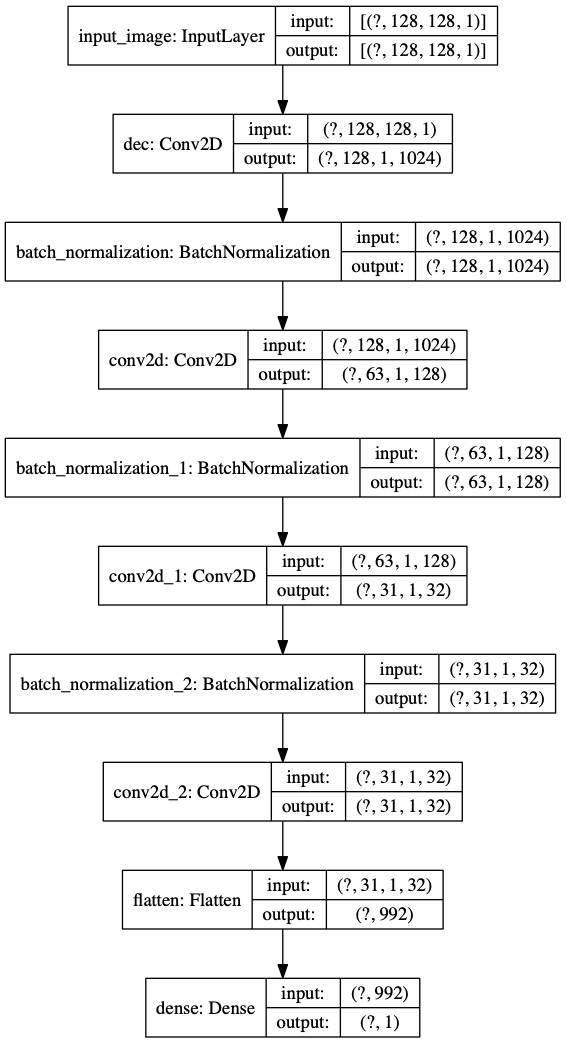 input_image: InputLayer
input: [(?, 128, 128, 1)]
output: [(?, 128, 128, 1)]
dec: Conv2D
input: (?, 128, 128, 1)
output: (?, 128, 1, 1024)
batch_normalization: BatchNormalization
input: (?, 128, 1, 1024)
output: (?, 128, 1, 1024)
conv2d: Conv2D
input: (?, 128, 1, 1024)
output: (?, 63, 1, 128)
batch_normalization_1: BatchNormalization
input: (?, 63, 1, 128)
output: (?, 63, 1, 128)
conv2d_1: Conv2D
input: (?, 63, 1, 128)
output: (?, 31, 1, 32)
batch_normalization_2: BatchNormalization
input: (?, 31, 1, 32)
output: (?, 31, 1, 32)
conv2d_2: Conv2D
input: (?, 31, 1, 32)
output: (?, 31, 1, 32)
flatten: Flatten
input: (?, 31, 1, 32)
output: (?, 992)
dense: Dense
input: (?, 992)
output: (?, 1)